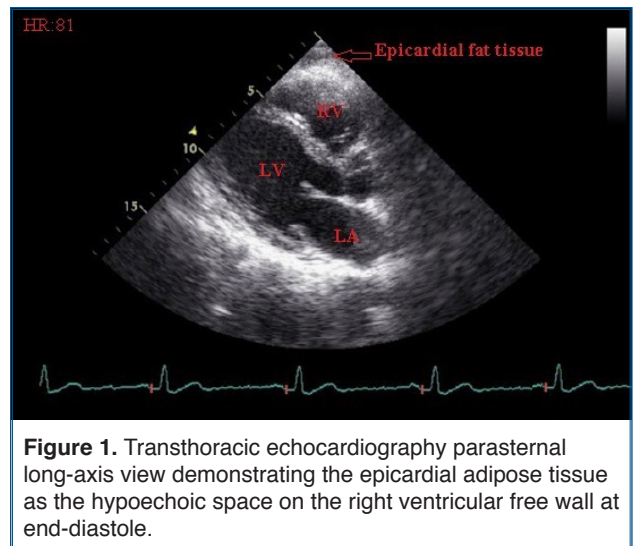 HR:81
Epicardial fat tissue
5
RV
4
10
LV
15
LA
Figure 1. Transthoracic echocardiography parasternal
long-axis view demonstrating the epicardial adipose tissue
as the hypoechoic space on the right ventricular free wall at
end-diastole.